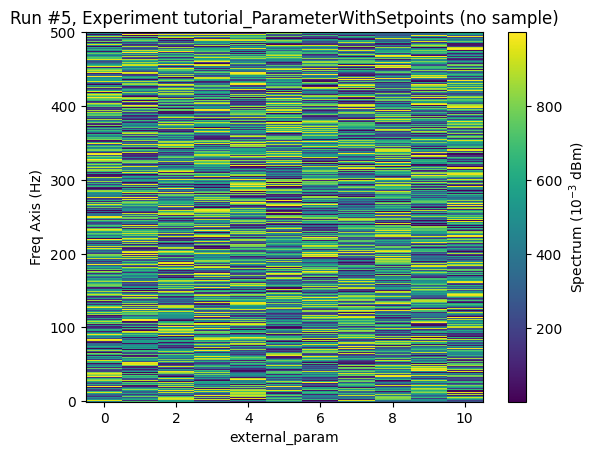 Run #5, Experiment tutorial_ParameterWithSetpoints (no sample)
500
400
300
200
100
0
Freq Axis (Hz)
0 2 4 6 8 10
external_param
800
600
400
200
Spectrum (10⁻³ dBm)